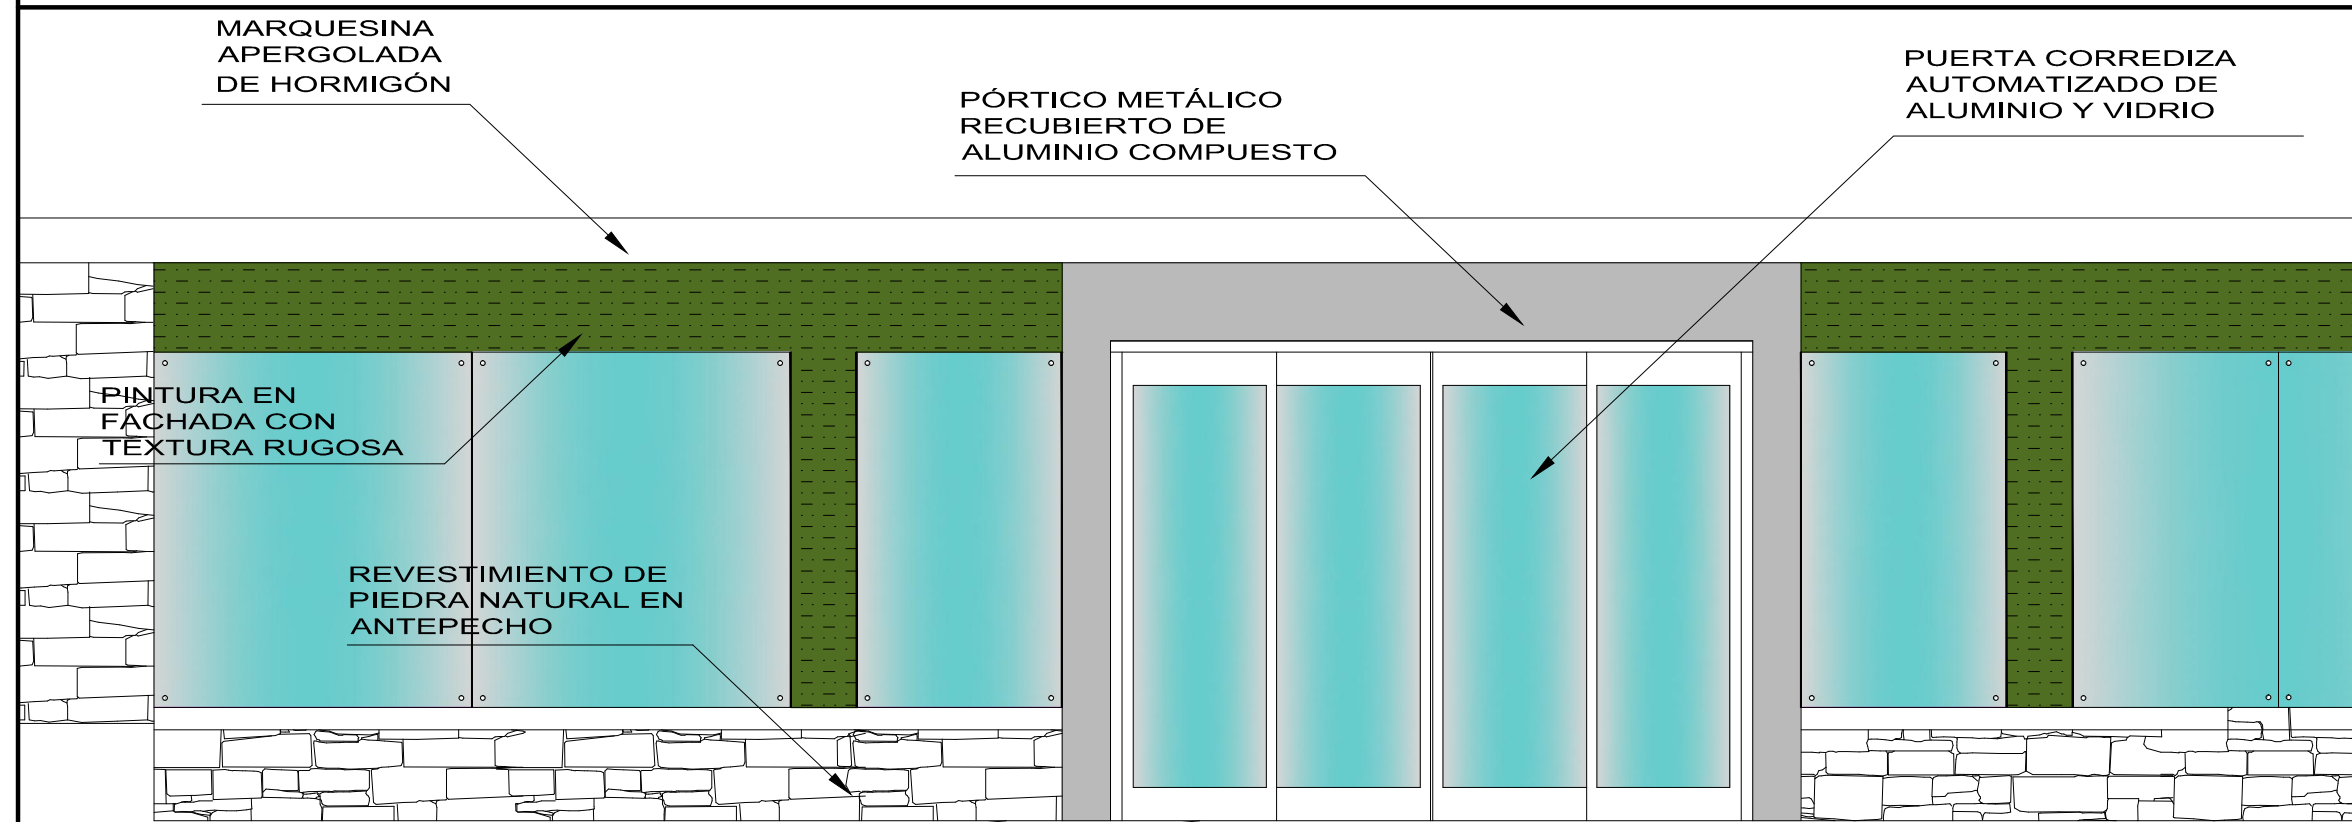 MARQUESINA
APERGOLADA
DE HORMIGÓN
PÓRTICO METÁLICO
RECUBIERTO DE
ALUMINIO COMPUESTO
PUERTA CORREDIZA
AUTOMATIZADO DE
ALUMINIO Y VIDRIO
PINTURA EN
FACHADA CON
TEXTURA RUGOSA
REVESTIMIENTO DE
PIEDRA NATURAL EN
ANTEPECHO